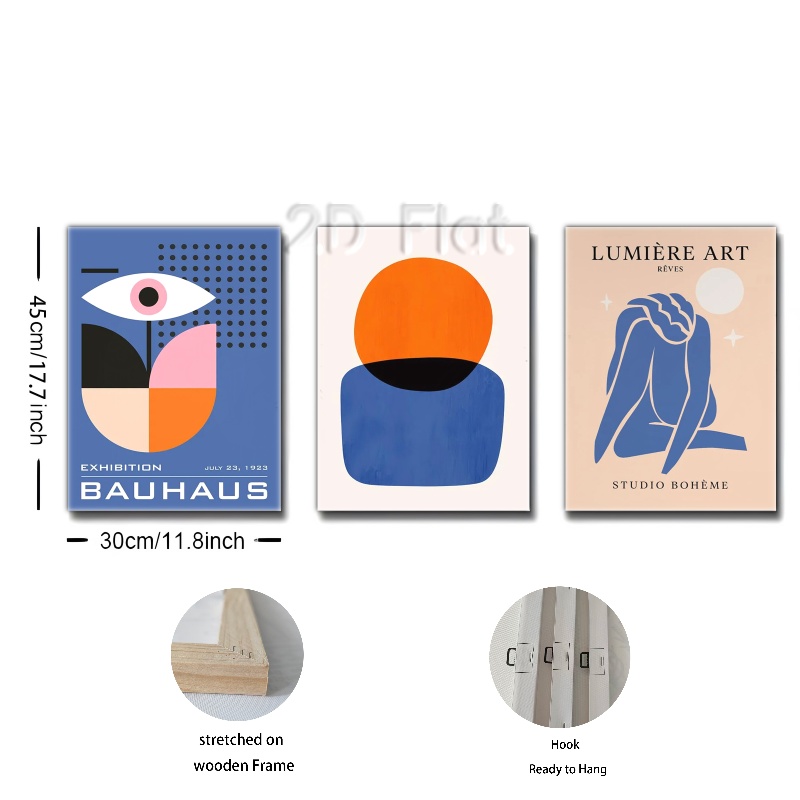 2D Flat
LUMIÈRE ART
RÊVES
45cm/17.7inch
EXHIBITION JULY 23, 1923
BAUHAUS
STUDIO BOHÈME
30cm/11.8inch
stretched on
wooden Frame
Hook
Ready to Hang